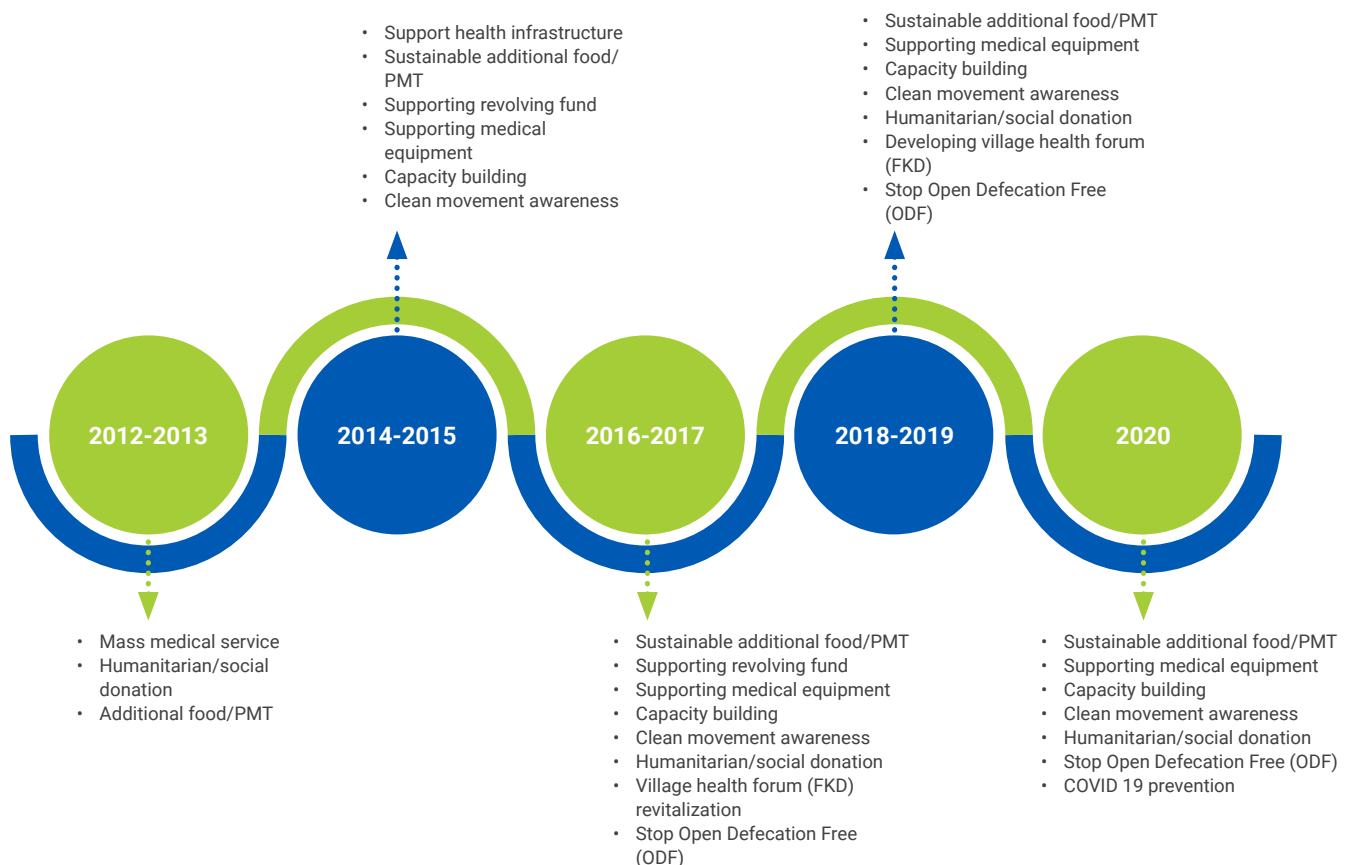 • Support health infrastructure
• Sustainable additional food/
PMT
• Supporting revolving fund
• Supporting medical
equipment
• Capacity building
• Clean movement awareness
• Sustainable additional food/PMT
• Supporting medical equipment
• Capacity building
• Clean movement awareness
• Humanitarian/social donation
• Developing village health forum
(FKD)
• Stop Open Defecation Free
(ODF)
2012-2013
2014-2015
2016-2017
2018-2019
2020
• Mass medical service
• Humanitarian/social
donation
• Additional food/PMT
• Sustainable additional food/PMT
• Supporting revolving fund
• Supporting medical equipment
• Capacity building
• Clean movement awareness
• Humanitarian/social donation
• Village health forum (FKD)
revitalization
• Stop Open Defecation Free
(ODF)
• Sustainable additional food/PMT
• Supporting medical equipment
• Capacity building
• Clean movement awareness
• Humanitarian/social donation
• Stop Open Defecation Free (ODF)
• COVID 19 prevention